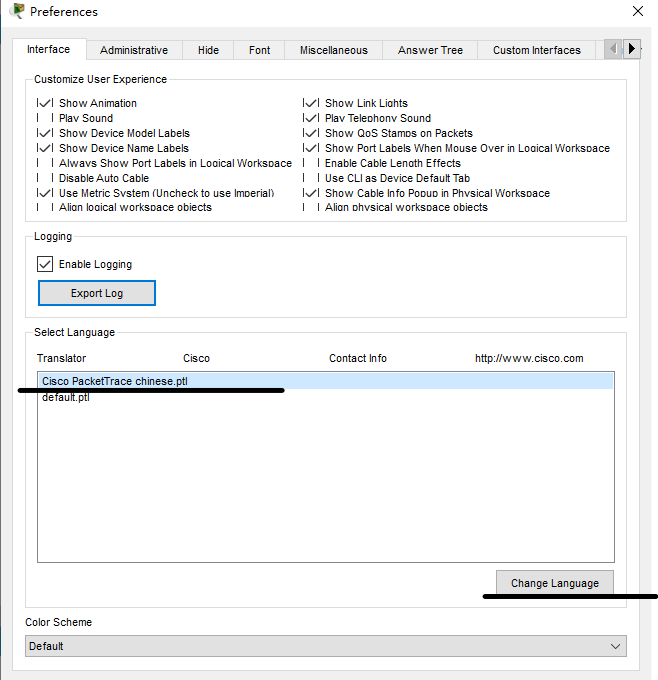 Preferences
Interface Administrative Hide Font Miscellaneous Answer Tree Custom Interfaces
Customize User Experience
Show Animation Show Link Lights
Play Sound Play Telephony Sound
Show Device Model Labels Show QoS Stamps on Packets
Show Device Name Labels Show Port Labels When Mouse Over in Logical Workspace
Always Show Port Labels in Logical Workspace Enable Cable Length Effects
Disable Auto Cable Use CLI as Device Default Tab
Use Metric System (Uncheck to use Imperial) Show Cable Info Popup in Physical Workspace
Align logical workspace objects Align physical workspace objects
Logging
Enable Logging
Export Log
Select Language
Translator Cisco Contact Info http://www.cisco.com
Cisco PacketTrace chinese.ptl
default.ptl
Change Language
Color Scheme
Default